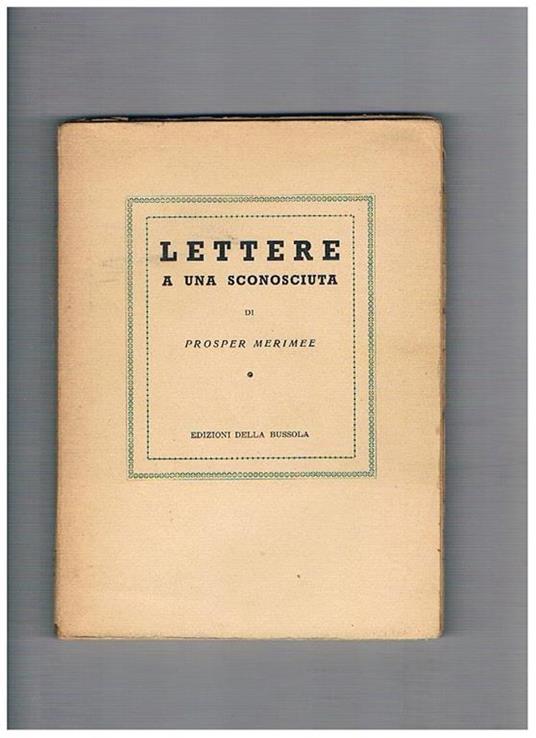 LETTERE
A UNA SCONOSCIUTA
DI
PROSPER MERIMEE
EDIZIONI DELLA BUSSOLA